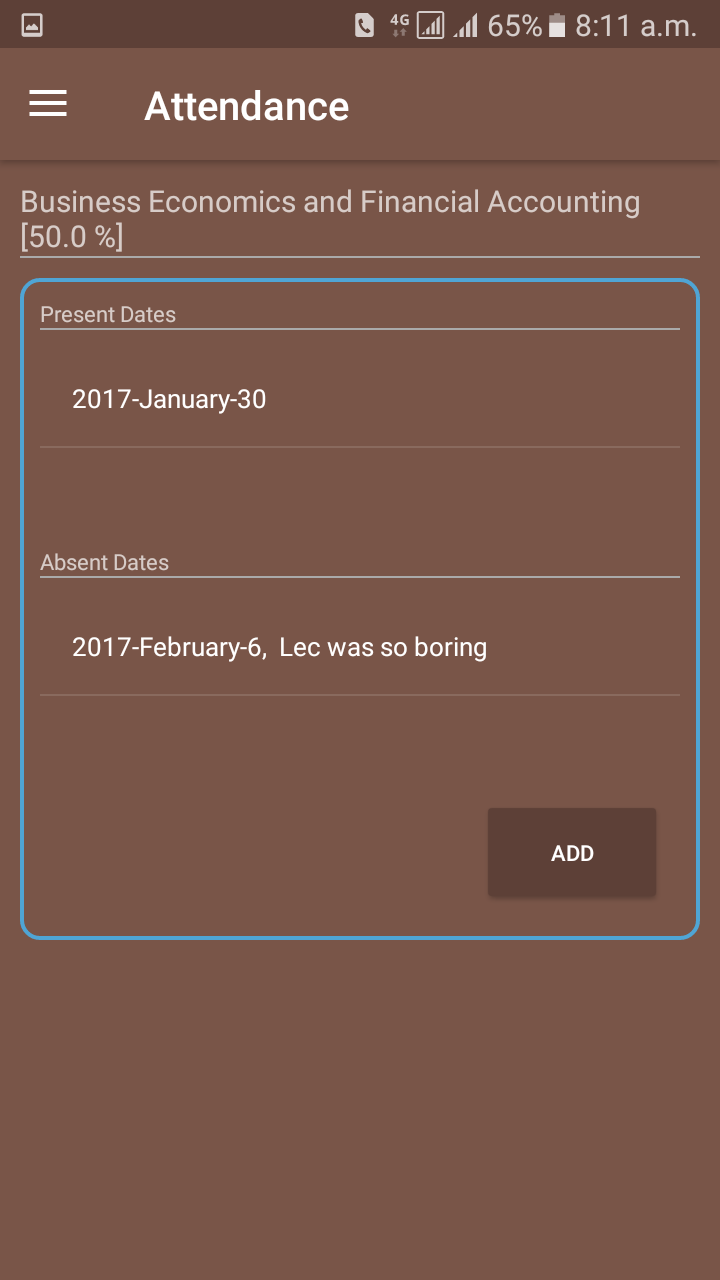 4G 65% 8:11 a.m.
Attendance
Business Economics and Financial Accounting
[50.0 %]
Present Dates
2017-January-30
Absent Dates
2017-February-6,  Lec was so boring
ADD